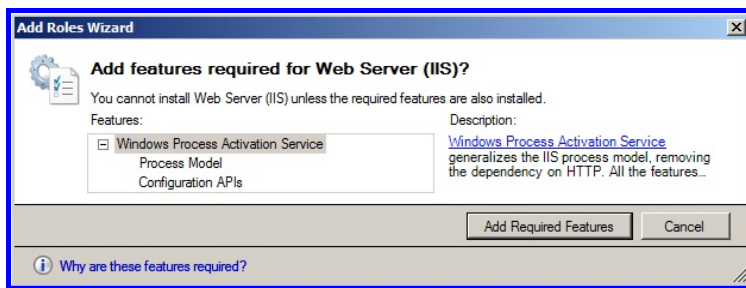 Add Roles Wizard
Add features required for Web Server (IIS)?
You cannot install Web Server (IIS) unless the required features are also installed.
Features:
Description:
Windows Process Activation Service
Process Model
Configuration APIs
Windows Process Activation Service
generalizes the IIS process model, removing
the dependency on HTTP. All the features...
Add Required Features
Cancel
Why are these features required?